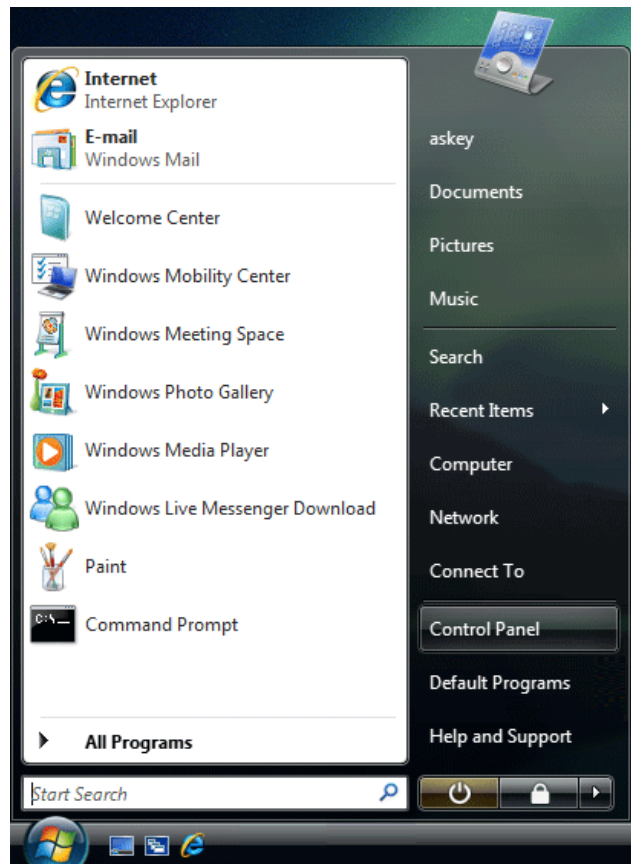 Internet
Internet Explorer
E-mail
Windows Mail
Welcome Center
Windows Mobility Center
Windows Meeting Space
Windows Photo Gallery
Windows Media Player
Windows Live Messenger Download
Paint
C:\_
Command Prompt
All Programs
Start Search
askey
Documents
Pictures
Music
Search
Recent Items
Computer
Network
Connect To
Control Panel
Default Programs
Help and Support